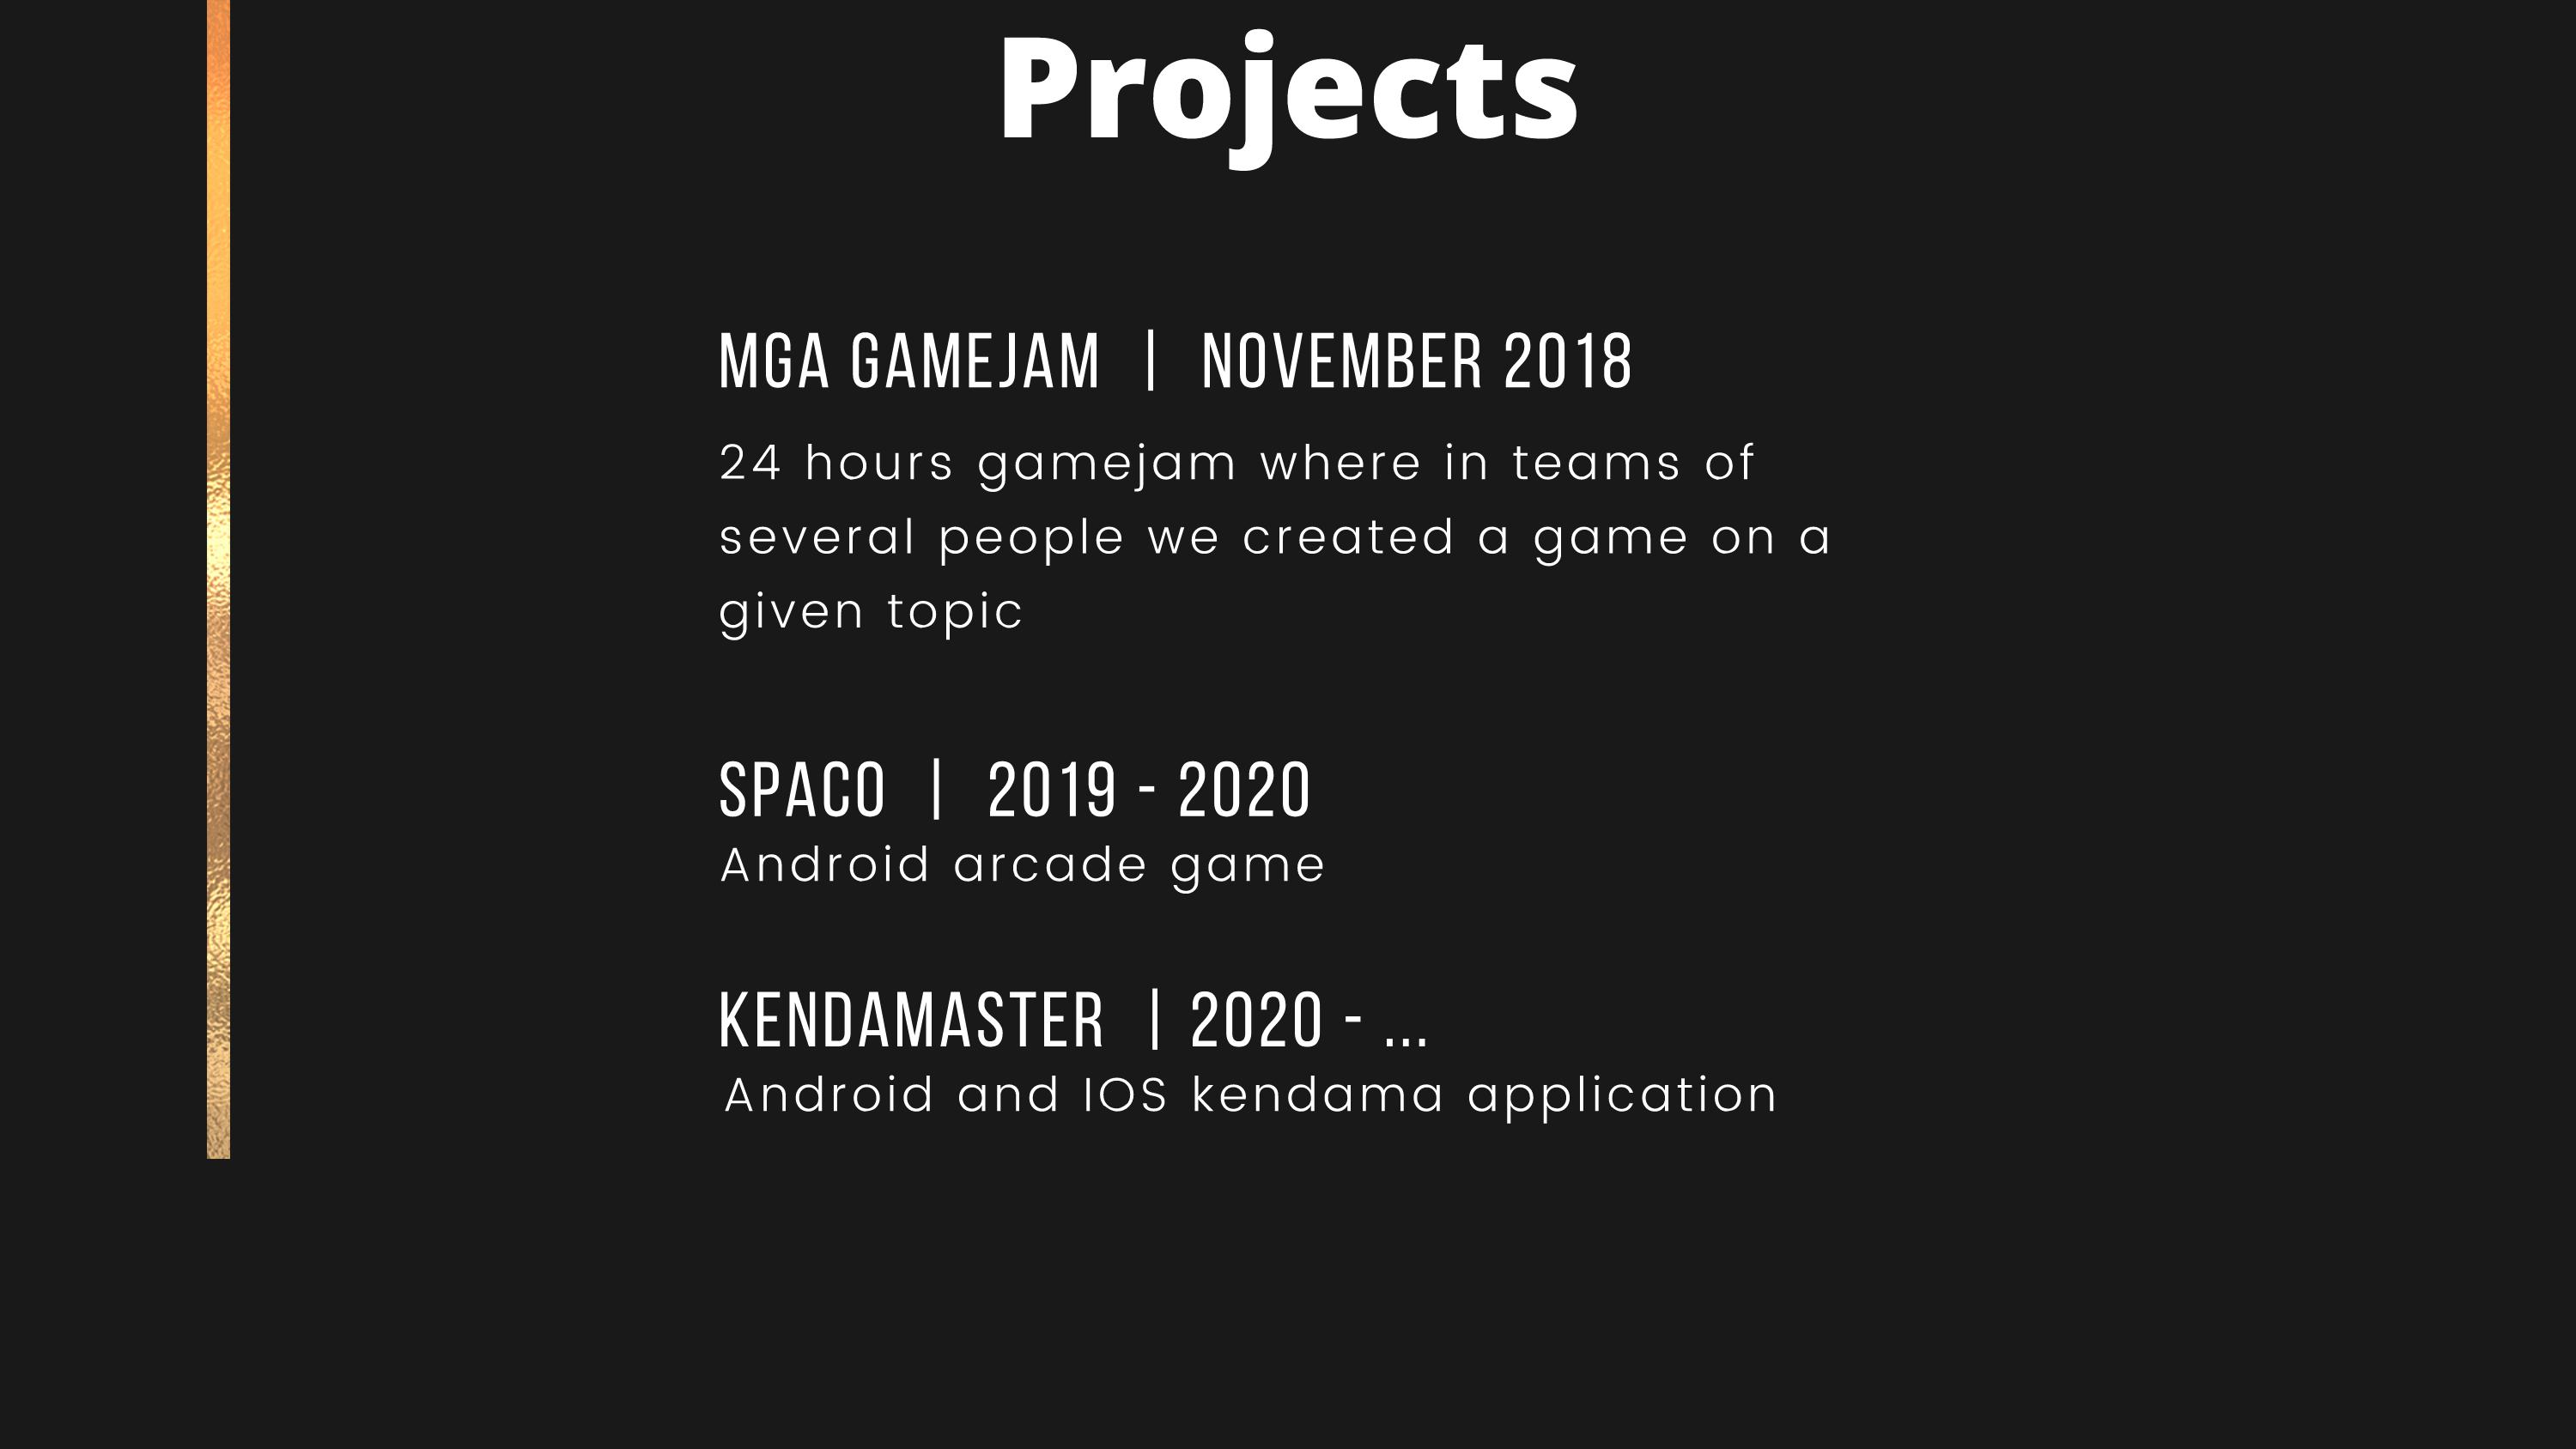 Projects
MGA GAMEJAM | NOVEMBER 2018
24 hours gamejam where in teams of
several people we created a game on a
given topic
SPACO | 2019 - 2020
Android arcade game
KENDAMASTER | 2020 - ...
Android and IOS kendama application